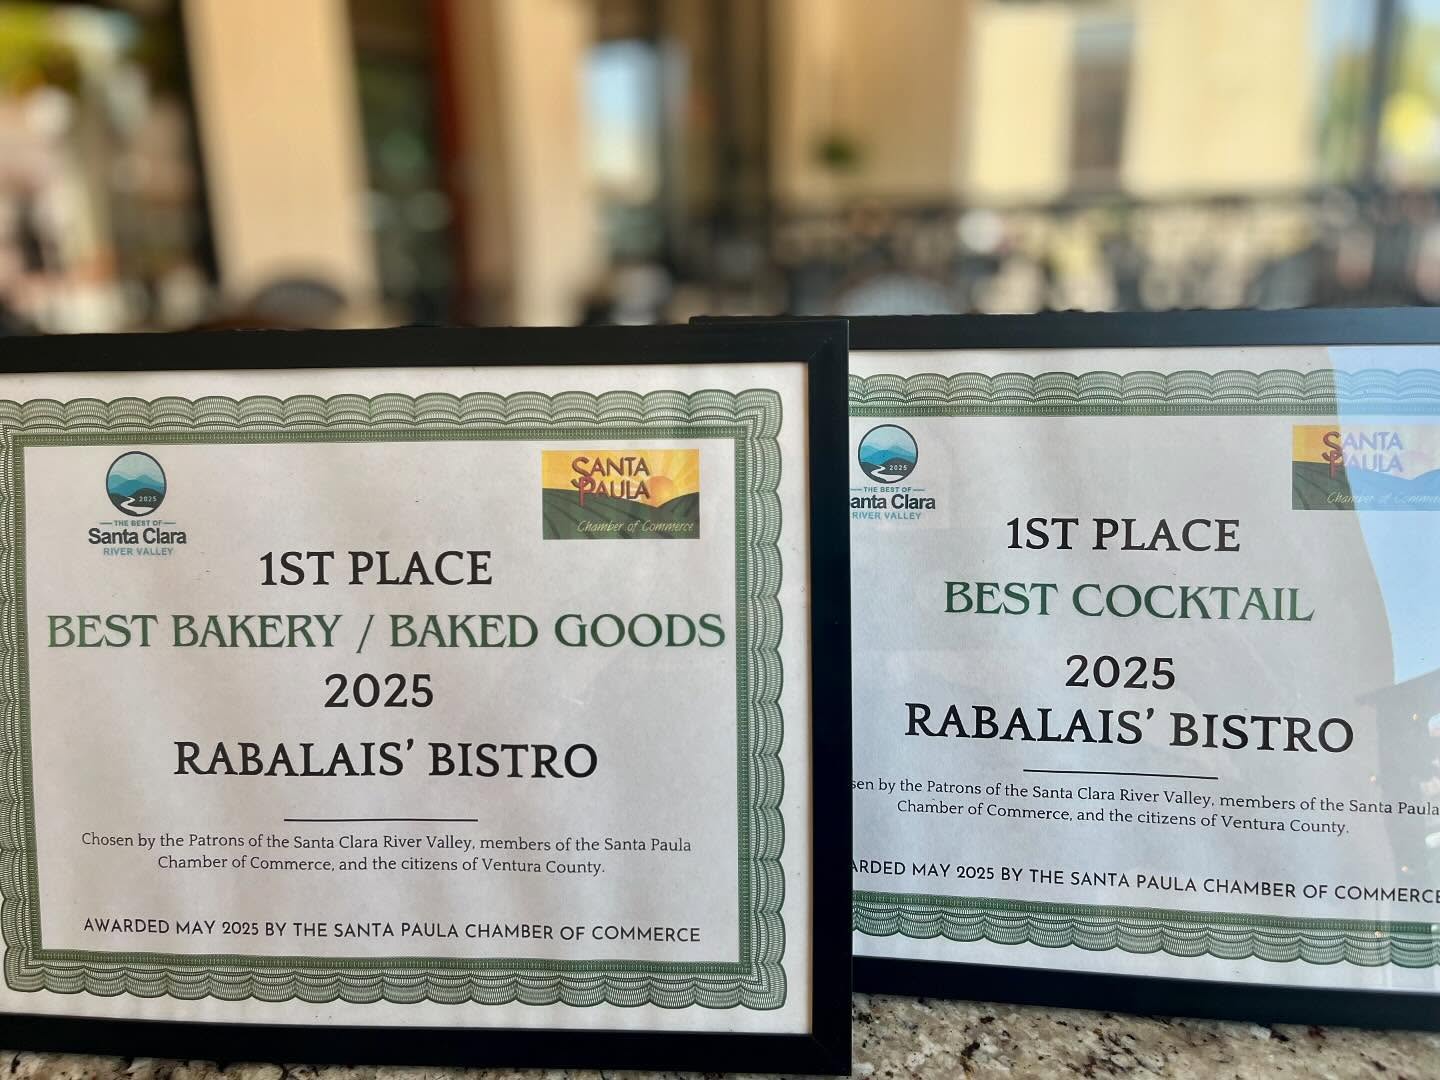 2025
THE BEST OF
Santa Clara
RIVER VALLEY
SANTA
PAULA
Chamber of Commerce
1ST PLACE
BEST BAKERY / BAKED GOODS
2025
RABALAIS’ BISTRO
Chosen by the Patrons of the Santa Clara River Valley, members of the Santa Paula
Chamber of Commerce, and the citizens of Ventura County.
AWARDED MAY 2025 BY THE SANTA PAULA CHAMBER OF COMMERCE
2025
THE BEST OF
anta Clara
RIVER VALLEY
SANTA
PAULA
Chamber of Comme
1ST PLACE
BEST COCKTAIL
2025
RABALAIS’ BISTRO
sen by the Patrons of the Santa Clara River Valley, members of the Santa Paula
Chamber of Commerce, and the citizens of Ventura County.
ARDED MAY 2025 BY THE SANTA PAULA CHAMBER OF COMMERCE